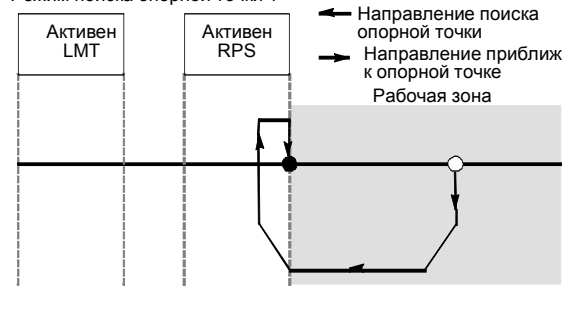 Направление поиска
опорной точки
Направление приближ
к опорной точке
Активен
LMT
Активен
RPS
Рабочая зона